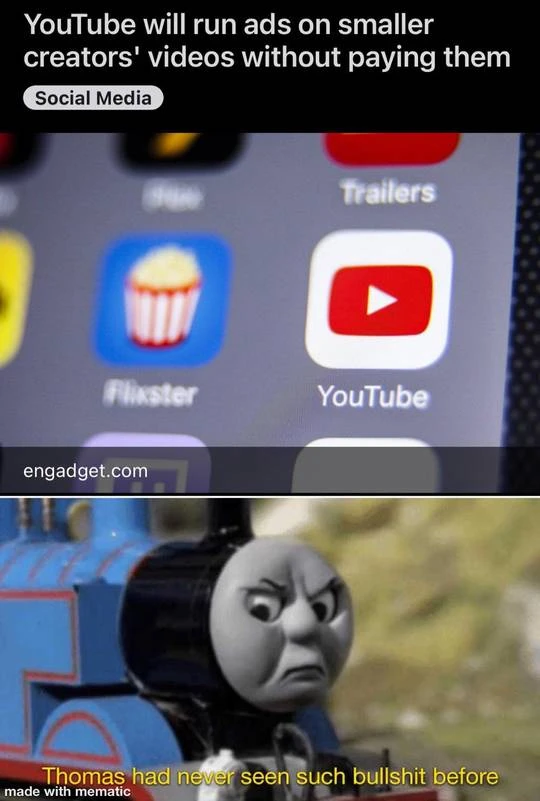 YouTube will run ads on smaller
creators' videos without paying them
Social Media
Trailers
Flixster
YouTube
engadget.com
Thomas had never seen such bullshit before
made with mematic